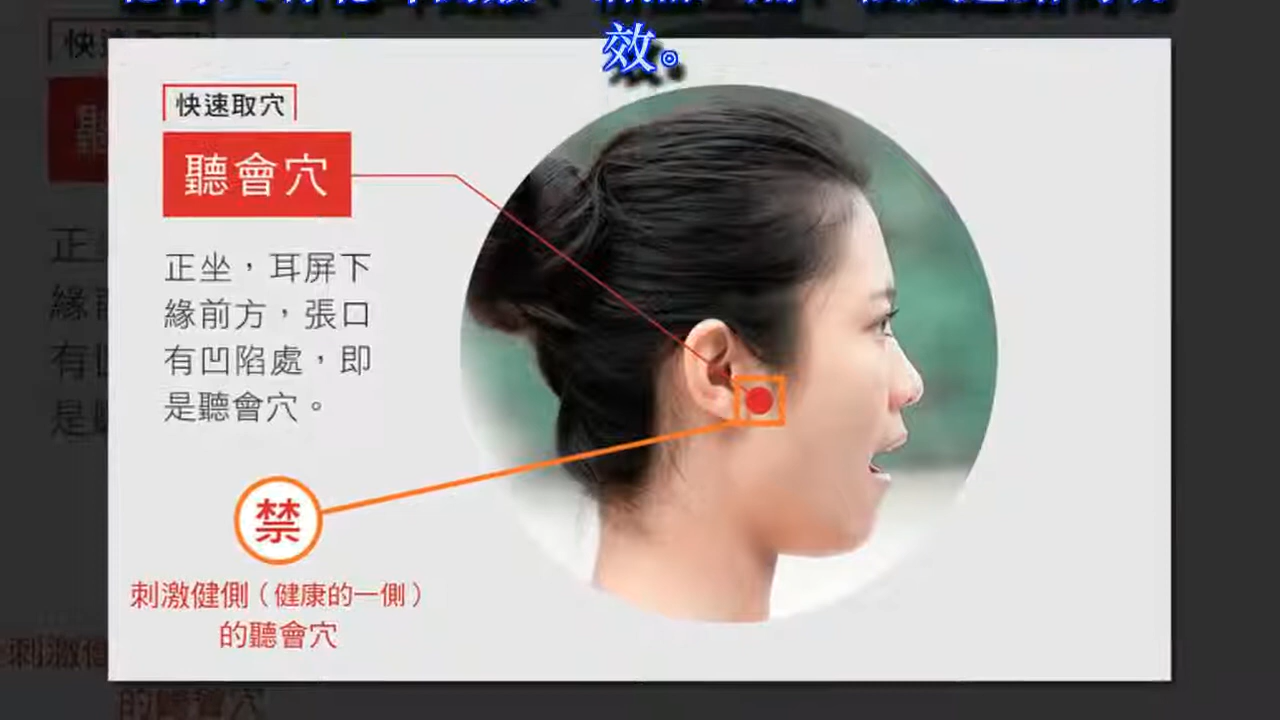 效。
快速取穴
聽會穴
正坐，耳屏下
緣前方，張口
有凹陷處，即
是聽會穴。
禁
刺激健側（健康的一側）
的聽會穴